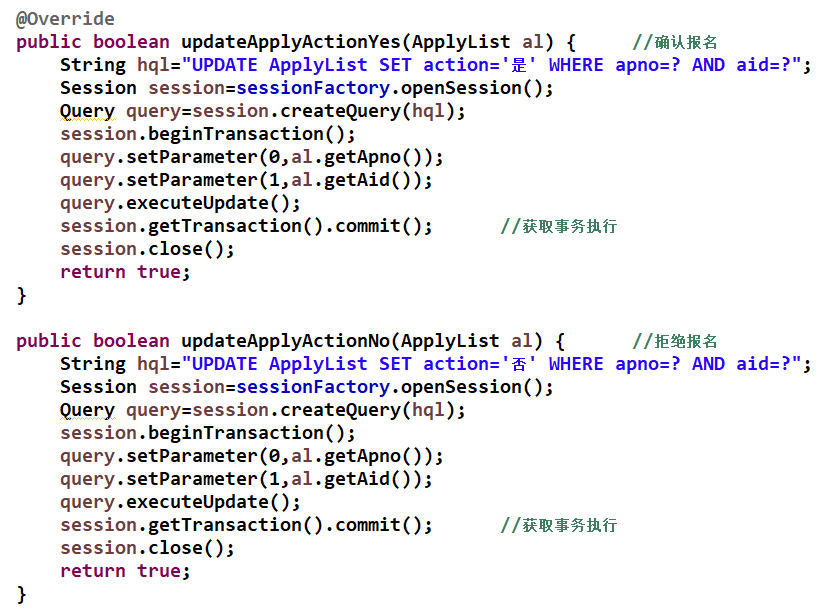 @Override
public boolean updateApplyActionYes(ApplyList al) {     //确认报名
    String hql="UPDATE ApplyList SET action='是' WHERE apno=? AND aid=?";
    Session session=sessionFactory.openSession();
    Query query=session.createQuery(hql);
    session.beginTransaction();
    query.setParameter(0,al.getApno());
    query.setParameter(1,al.getAid());
    query.executeUpdate();
    session.getTransaction().commit();      //获取事务执行
    session.close();
    return true;
}

public boolean updateApplyActionNo(ApplyList al) {      //拒绝报名
    String hql="UPDATE ApplyList SET action='否' WHERE apno=? AND aid=?";
    Session session=sessionFactory.openSession();
    Query query=session.createQuery(hql);
    session.beginTransaction();
    query.setParameter(0,al.getApno());
    query.setParameter(1,al.getAid());
    query.executeUpdate();
    session.getTransaction().commit();      //获取事务执行
    session.close();
    return true;
}